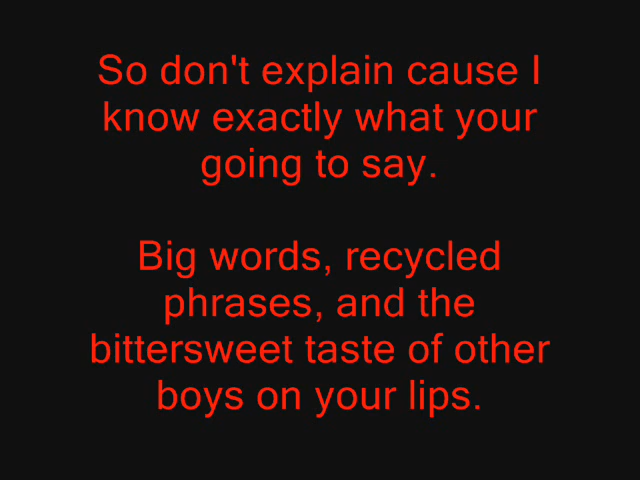 So don't explain cause I
know exactly what your
going to say.
Big words, recycled
phrases, and the
bittersweet taste of other
boys on your lips.